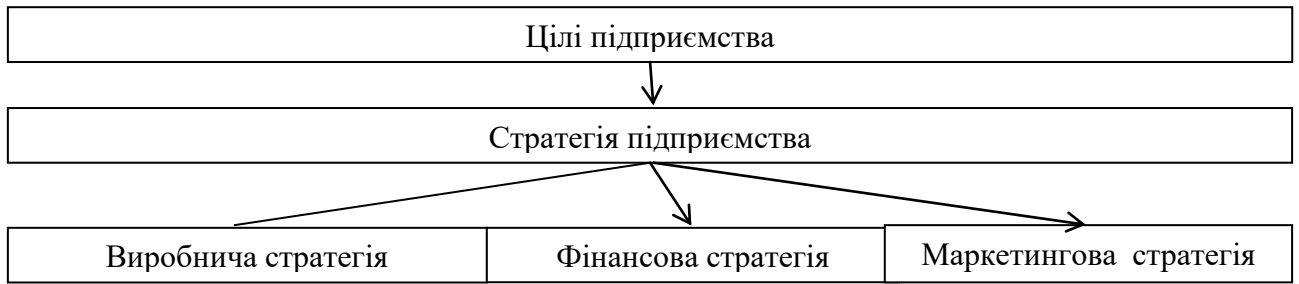 Цілі підприємства
Стратегія підприємства
Виробнича стратегія
Фінансова стратегія
Маркетингова стратегія